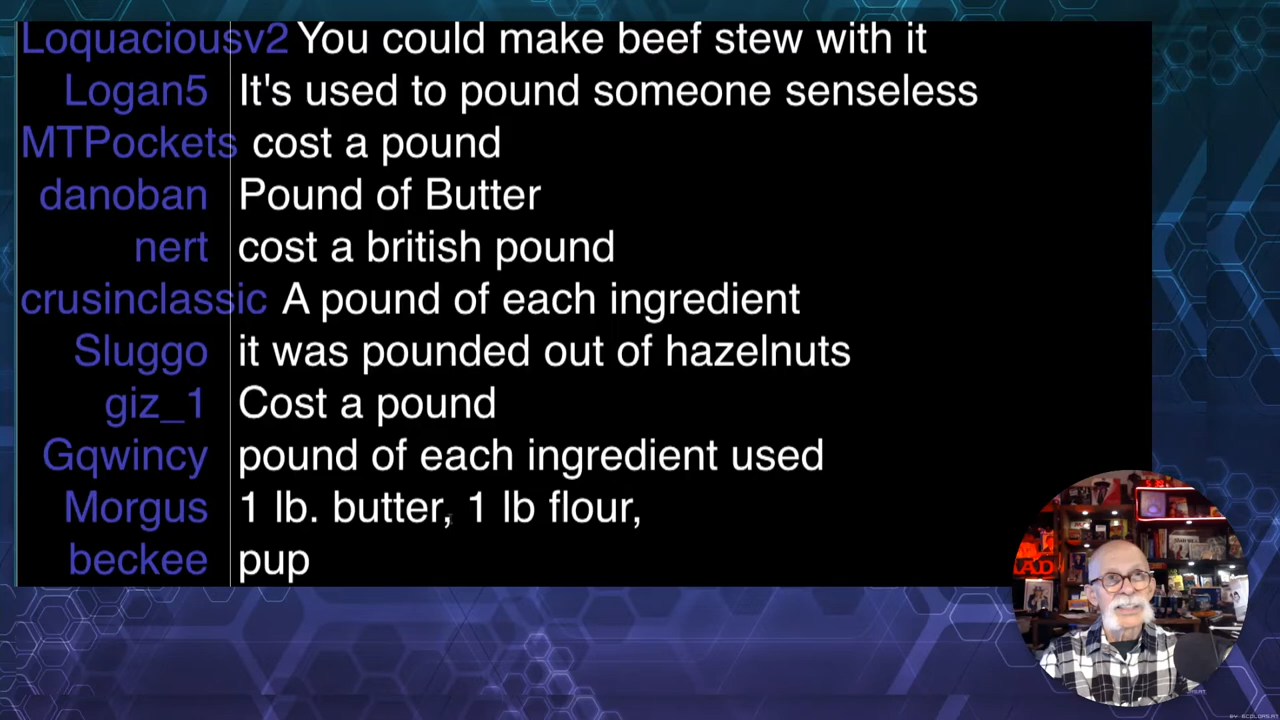 Loquaciousv2 You could make beef stew with it
Logan5 It's used to pound someone senseless
MTPockets cost a pound
danoban Pound of Butter
nert cost a british pound
crusinclassic A pound of each ingredient
Sluggo it was pounded out of hazelnuts
giz_1 Cost a pound
Gqwincy pound of each ingredient used
Morgus 1 lb. butter, 1 lb flour,
beckee pup